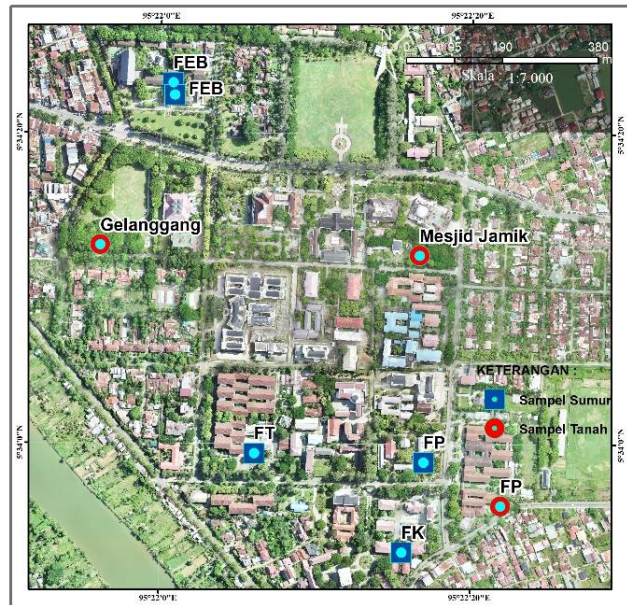 95°22'0"E
95°22'20"E
N
0
95
190
380
m
Skala : 1:7.000
FEB
FEB
5°34'20"N
5°34'20"N
Gelanggang
Mesjid Jamik
KETERANGAN :
Sampel Sumur
Sampel Tanah
FT
FP
5°34'0"N
5°34'0"N
FP
FK
95°22'0"E
95°22'20"E